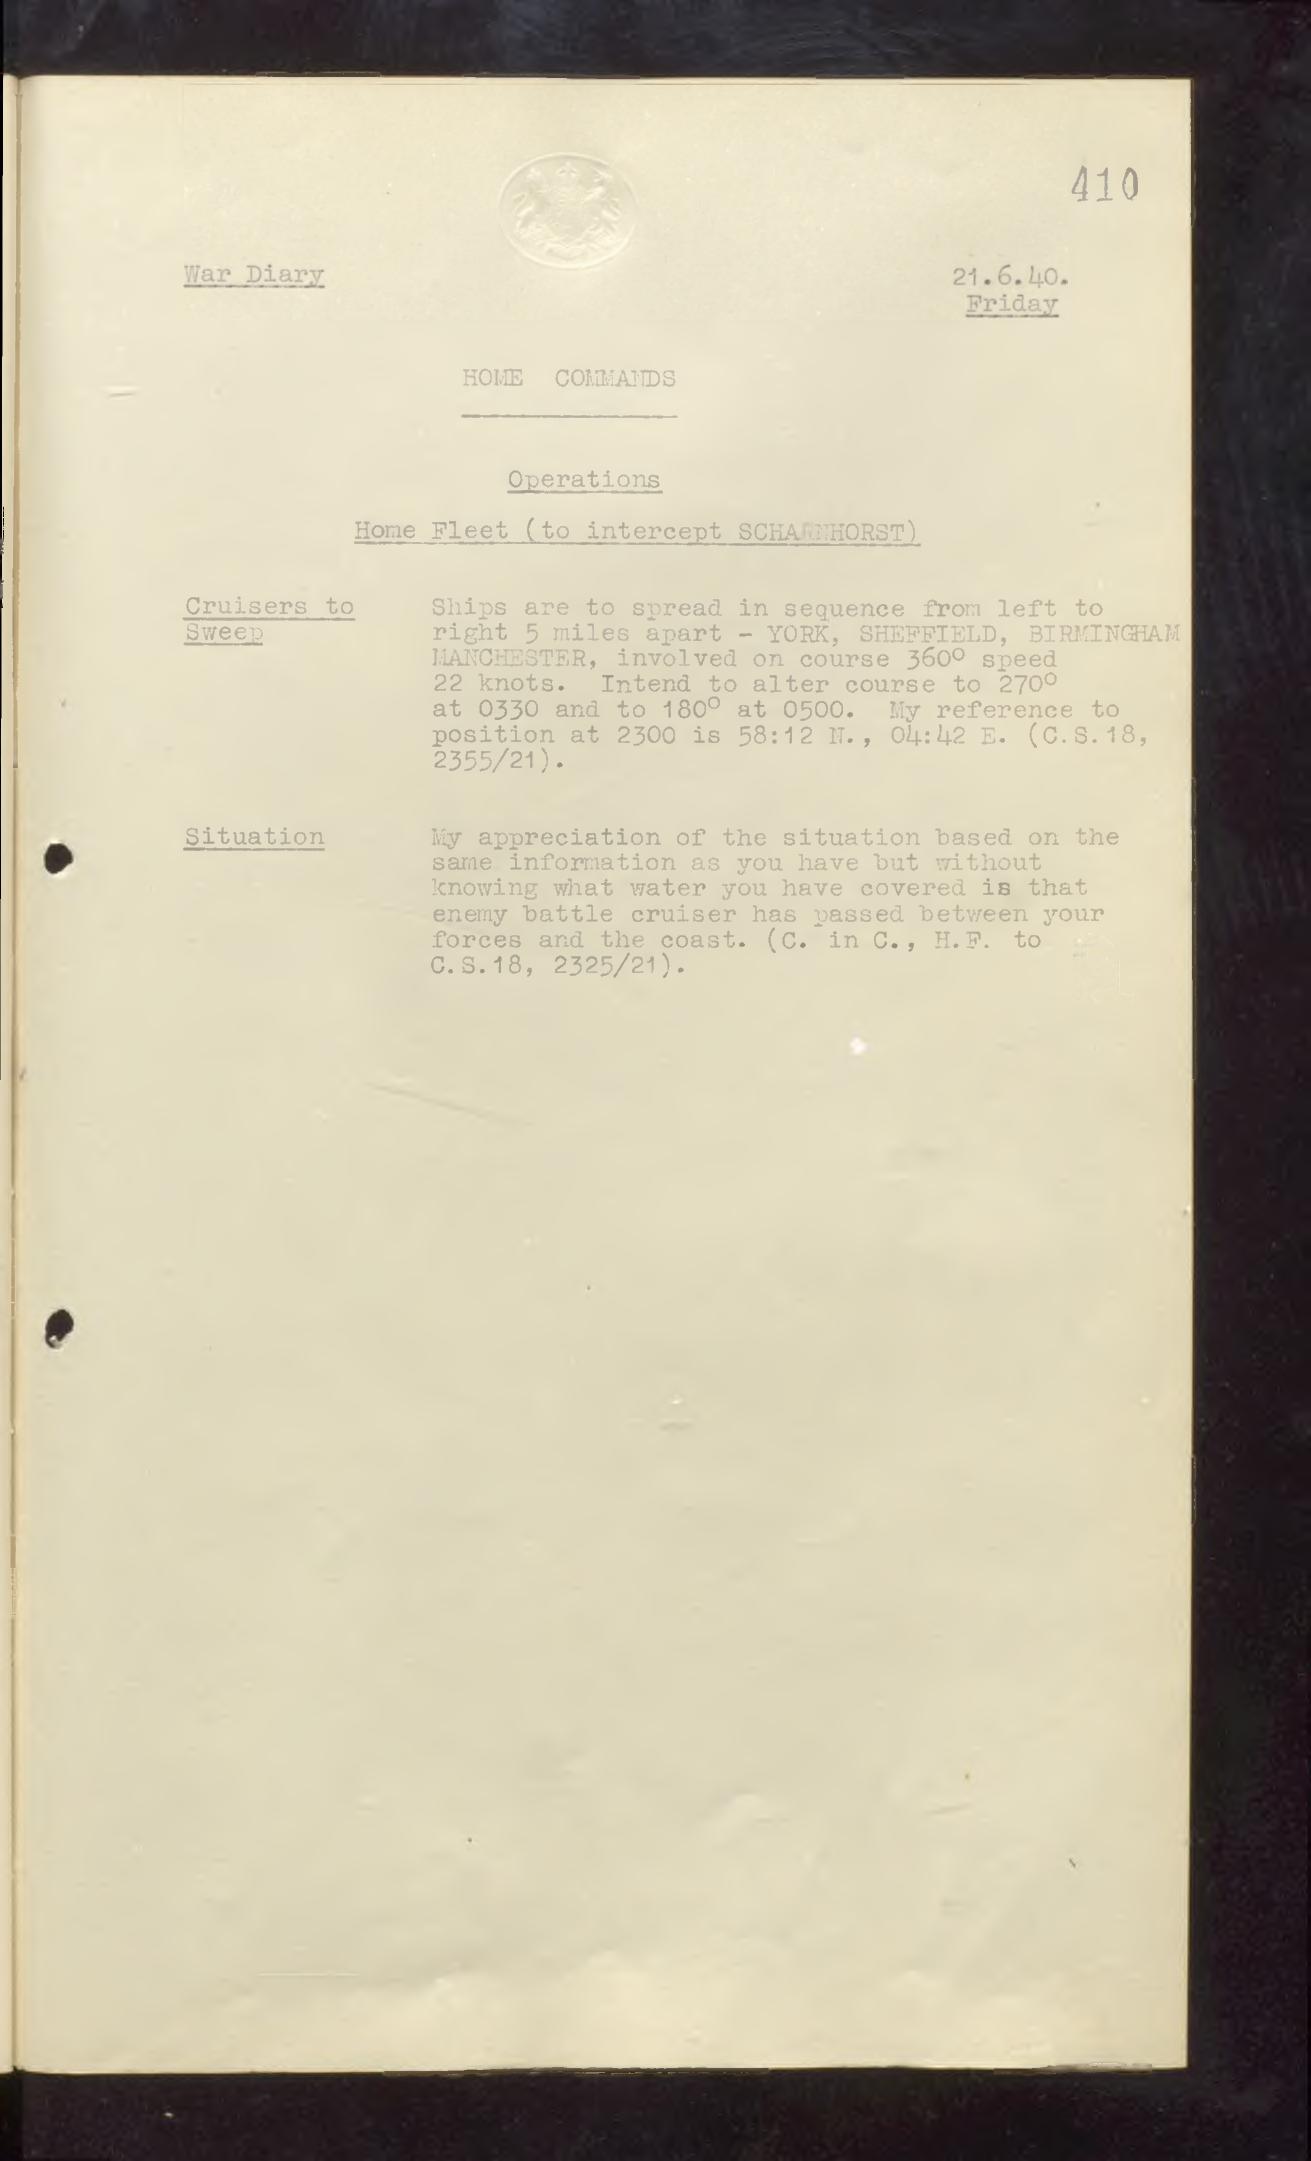 410
War Diary
21.6.40.
Friday
HOME COMMANDS
Operations
Home Fleet (to intercept SCHARNHORST)
Cruisers to
Sweep
Ships are to spread in sequence from left to
right 5 miles apart - YORK, SHEFFIELD, BIRMINGHAM
MANCHESTER, involved on course 360° speed
22 knots. Intend to alter course to 270°
at 0330 and to 180° at 0500. My reference to
position at 2300 is 58:12 N., 04:42 E. (C.S.18,
2355/21).
Situation
My appreciation of the situation based on the
same information as you have but without
knowing what water you have covered is that
enemy battle cruiser has passed between your
forces and the coast. (C. in C., H.F. to
C.S.18, 2325/21).